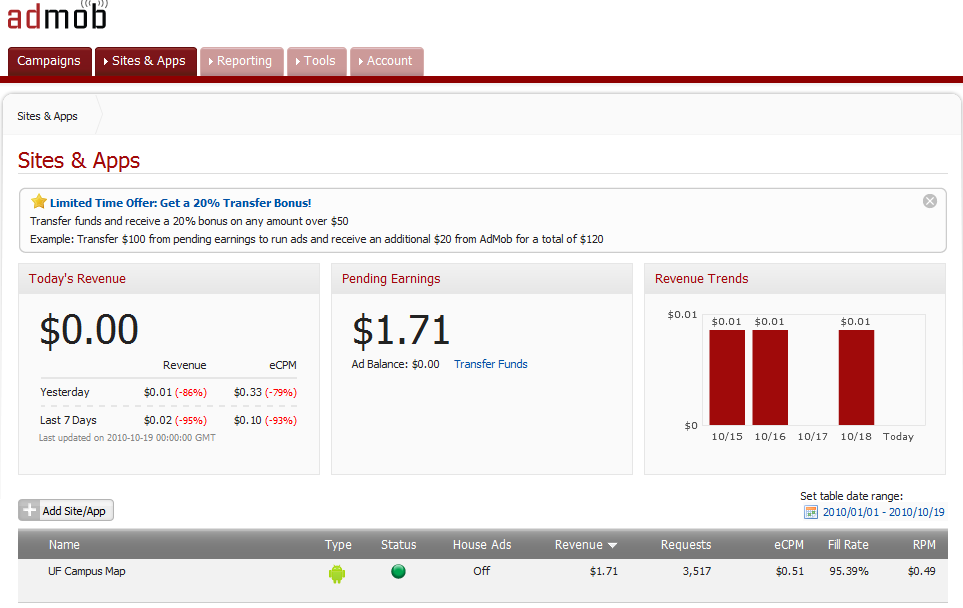 admob
Campaigns Sites & Apps Reporting Tools Account
Sites & Apps
Sites & Apps
Limited Time Offer: Get a 20% Transfer Bonus!
Transfer funds and receive a 20% bonus on any amount over $50
Example: Transfer $100 from pending earnings to run ads and receive an additional $20 from AdMob for a total of $120
Today's Revenue
$0.00
Revenue eCPM
Yesterday $0.01 (-86%) $0.33 (-79%)
Last 7 Days $0.02 (-95%) $0.10 (-93%)
Last updated on 2010-10-19 00:00:00 GMT
Pending Earnings
$1.71
Ad Balance: $0.00 Transfer Funds
Revenue Trends
$0.01
$0.01 $0.01 $0.01
$0
10/15 10/16 10/17 10/18 Today
Add Site/App
Set table date range:
2010/01/01 - 2010/10/19
Name Type Status House Ads Revenue Requests eCPM Fill Rate RPM
UF Campus Map Off $1.71 3,517 $0.51 95.39% $0.49